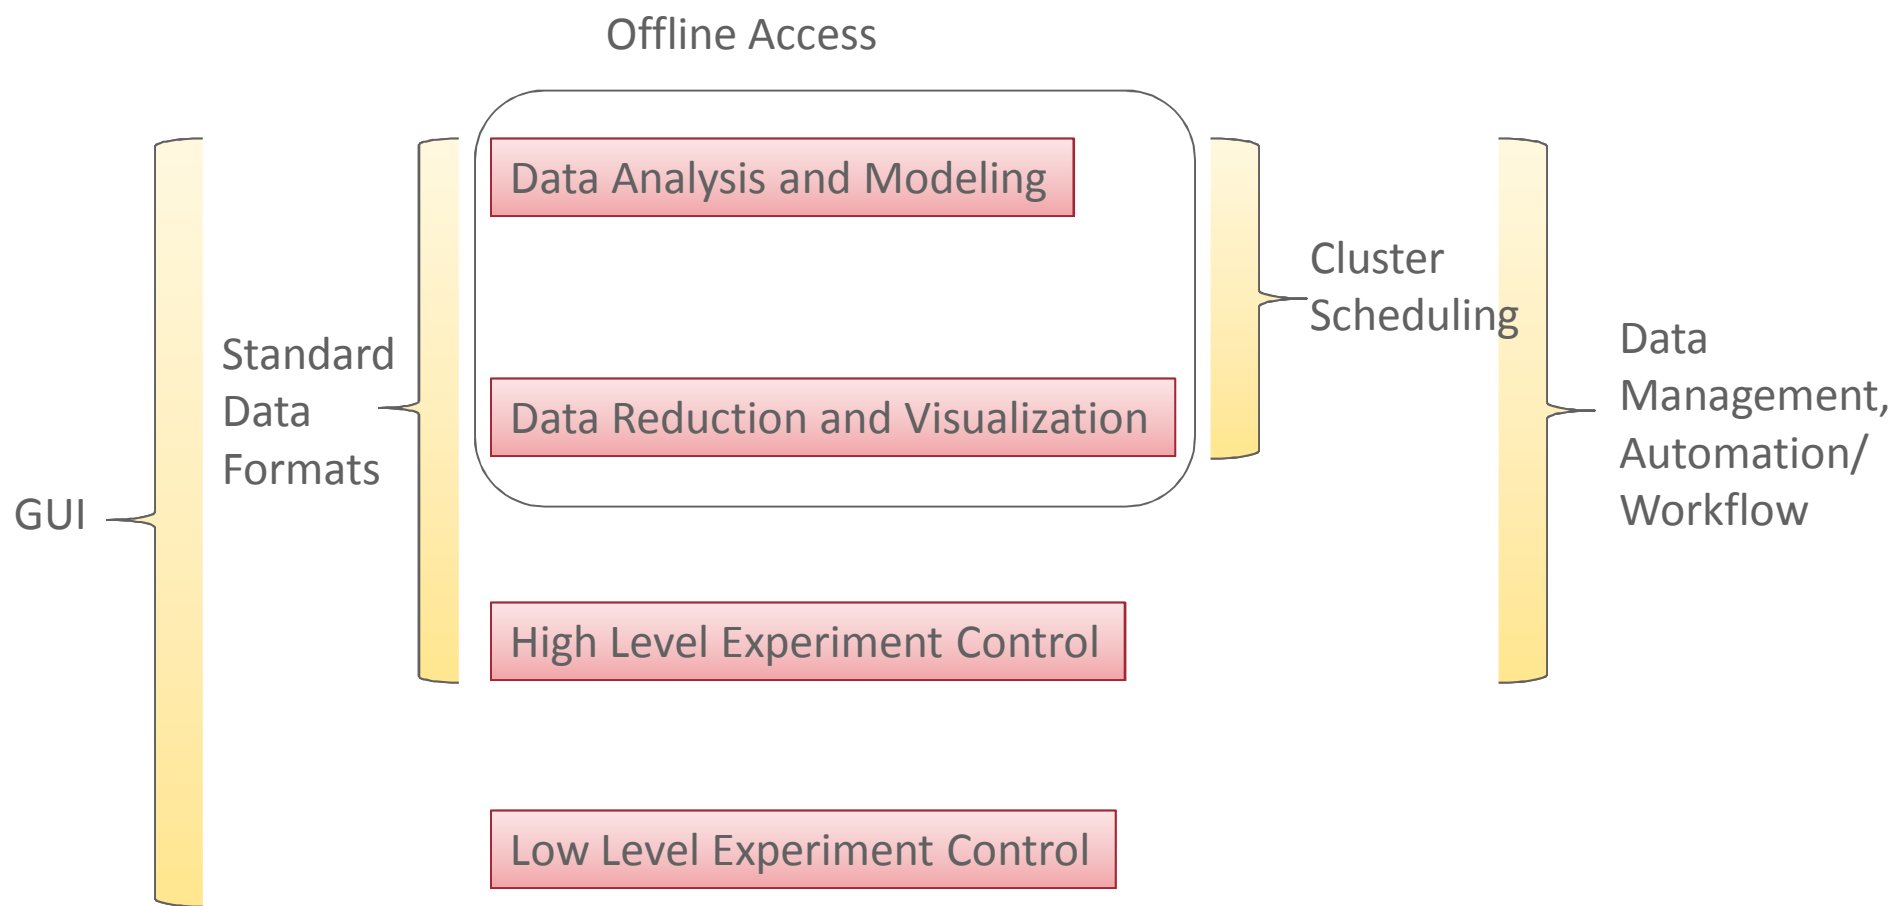 Offline Access
Data Analysis and Modeling
Cluster
Scheduling
Data
Management,
Automation/
Workflow
Standard
Data
Formats
Data Reduction and Visualization
GUI
High Level Experiment Control
Low Level Experiment Control